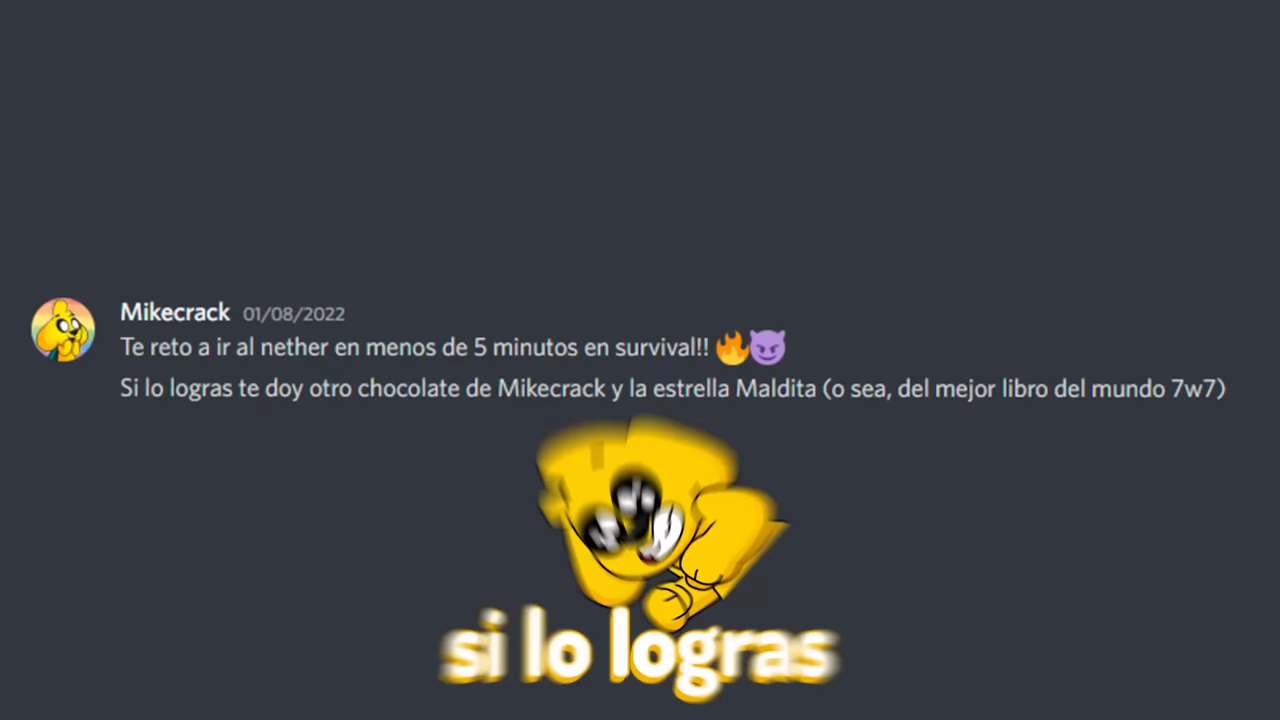 Mikecrack 01/08/2022
Te reto a ir al nether en menos de 5 minutos en survival!! 🔥😈
Si lo logras te doy otro chocolate de Mikecrack y la estrella Maldita (o sea, del mejor libro del mundo 7w7)
si lo logras